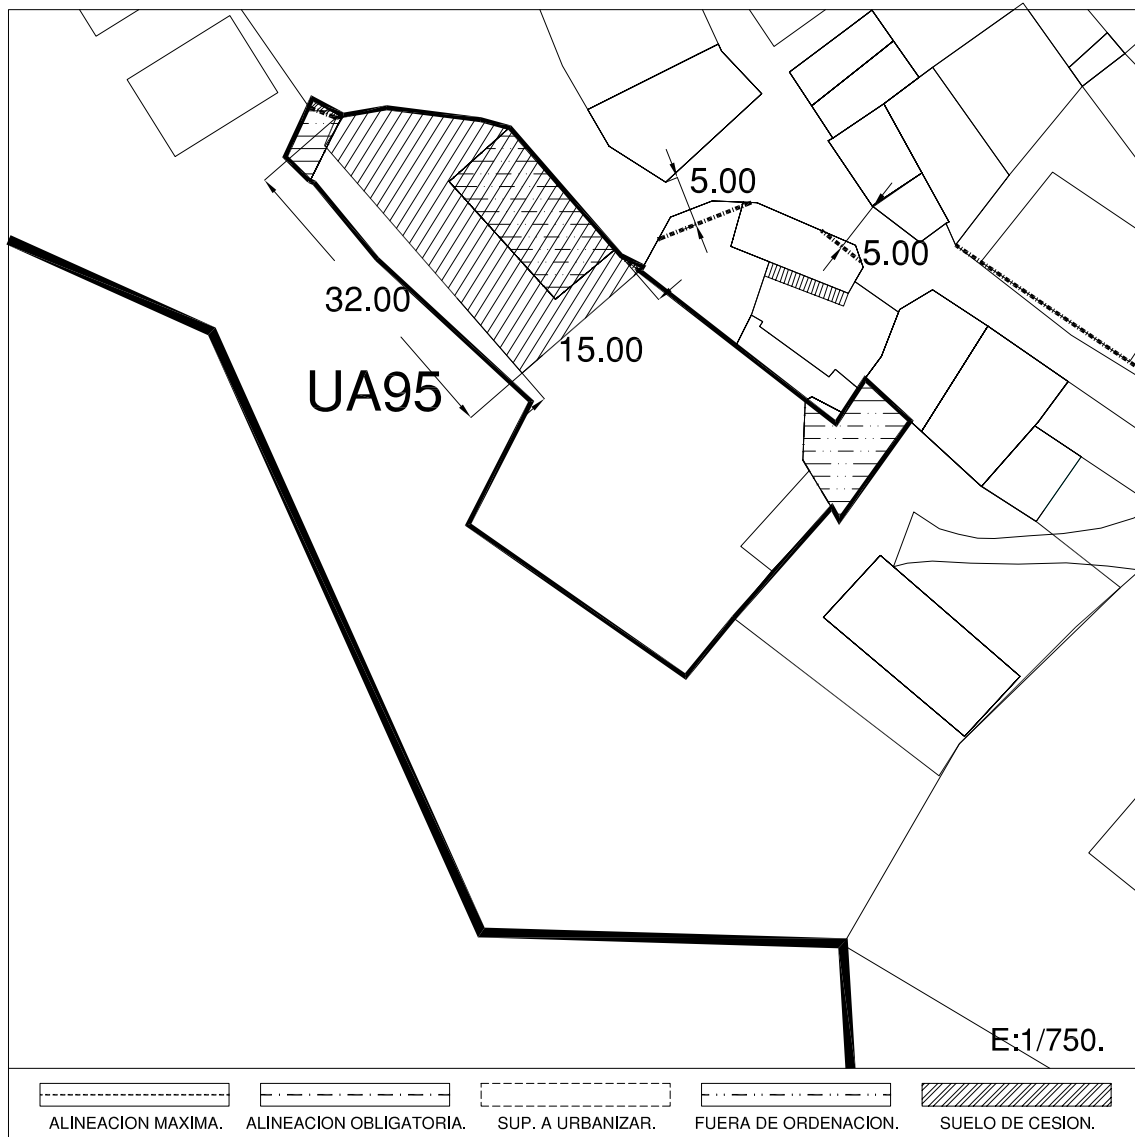 5.00
5.00
32.00
15.00
UA95
E:1/750.
ALINEACION MAXIMA.
ALINEACION OBLIGATORIA.
SUP. A URBANIZAR.
FUERA DE ORDENACION.
SUELO DE CESION.